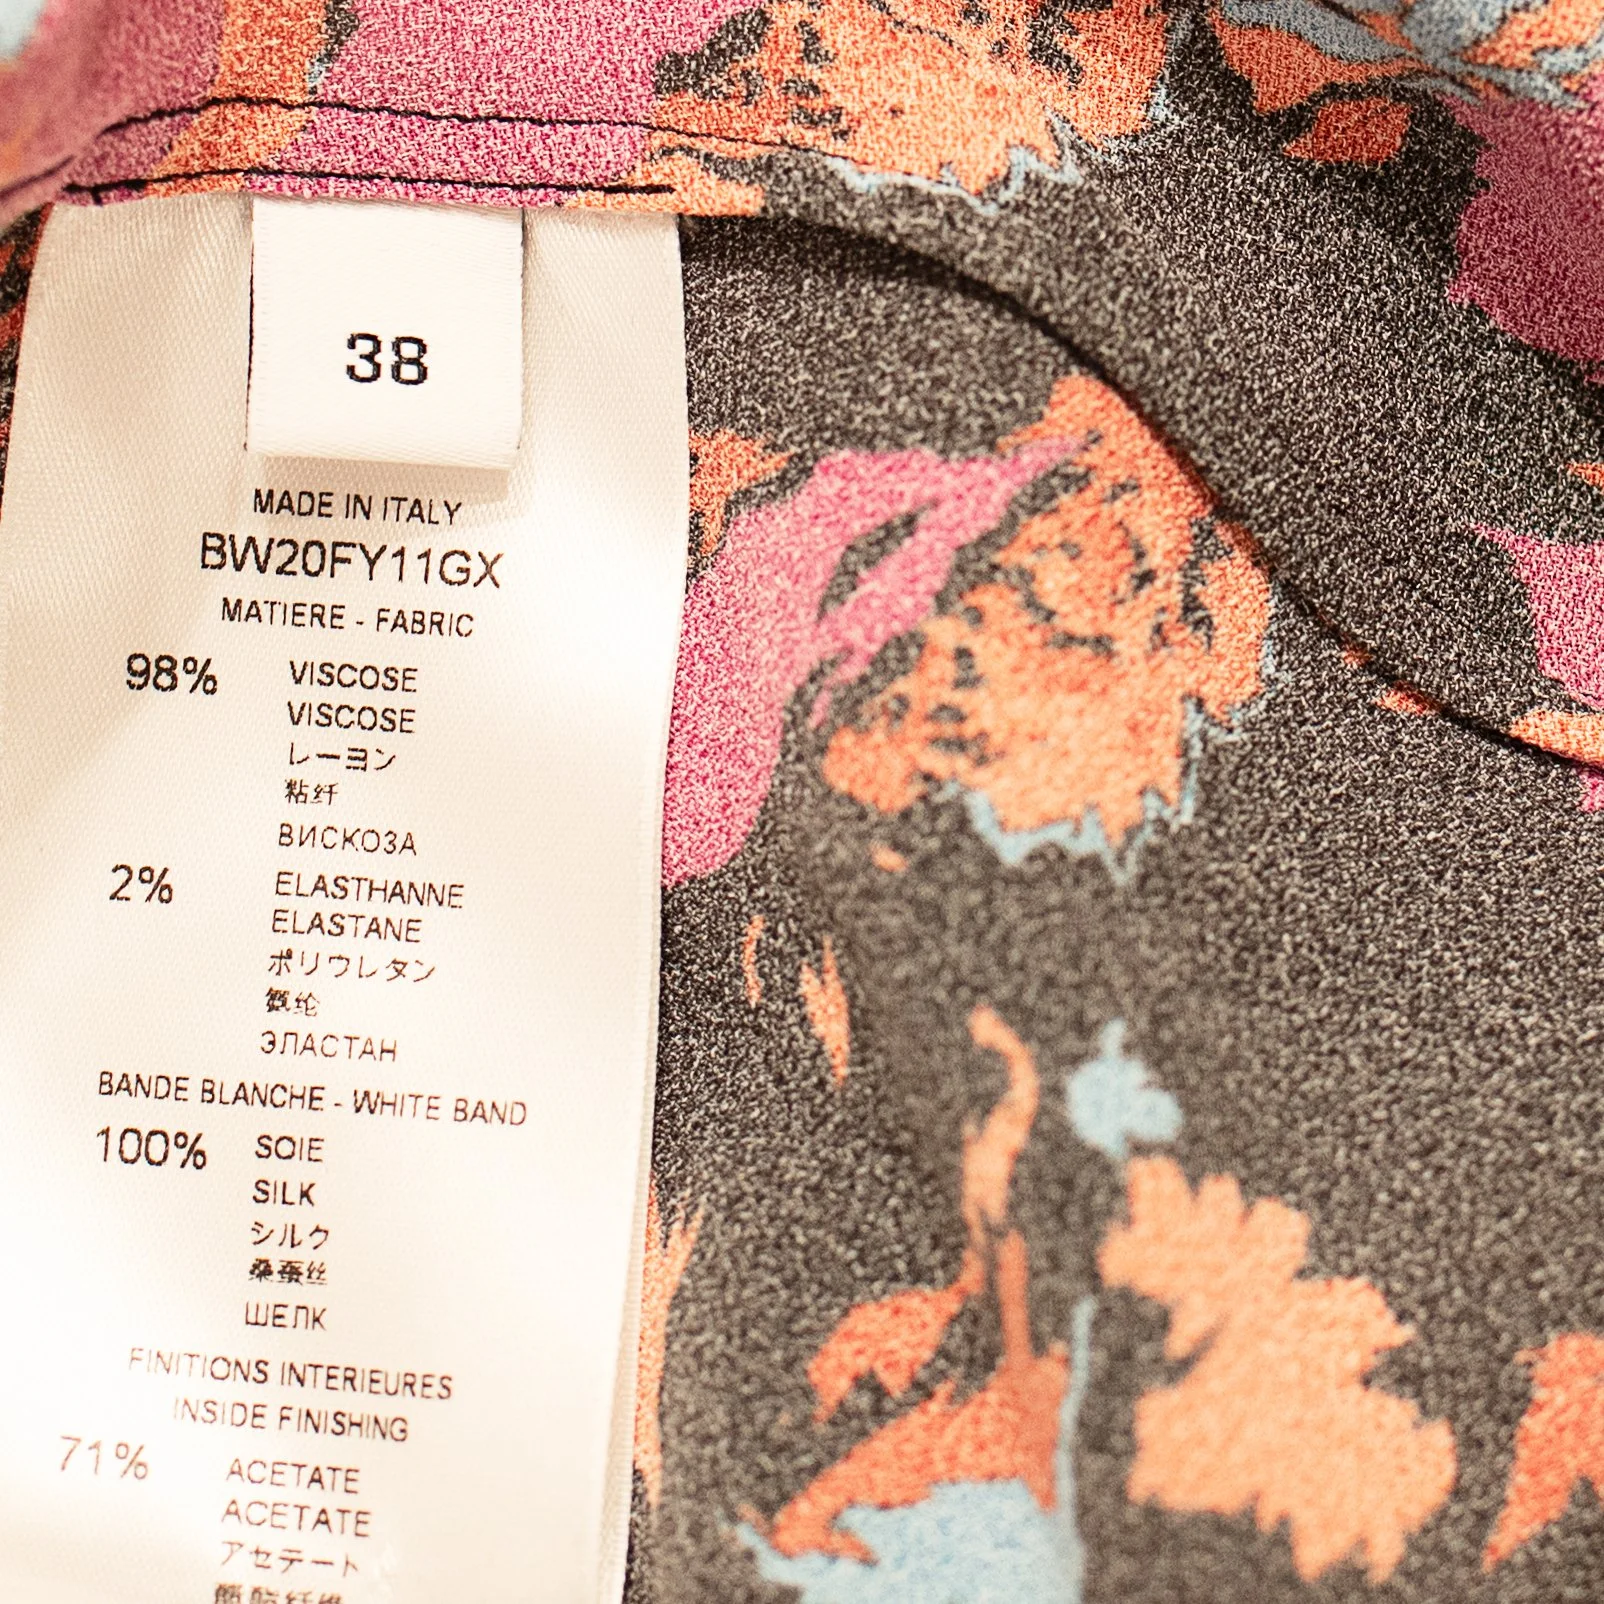 38
MADE IN ITALY
BW20FY11GX
MATIERE - FABRIC
98% VISCOSE
VISCOSE
レーヨン
粘纤
ВИСКОЗА
2% ELASTHANNE
ELASTANE
ポリウレタン
氨纶
ЭЛАСТАН
BANDE BLANCHE - WHITE BAND
100% SOIE
SILK
シルク
桑蚕丝
ШЕЛК
FINITIONS INTERIEURES
INSIDE FINISHING
71% ACETATE
ACETATE
アセテート